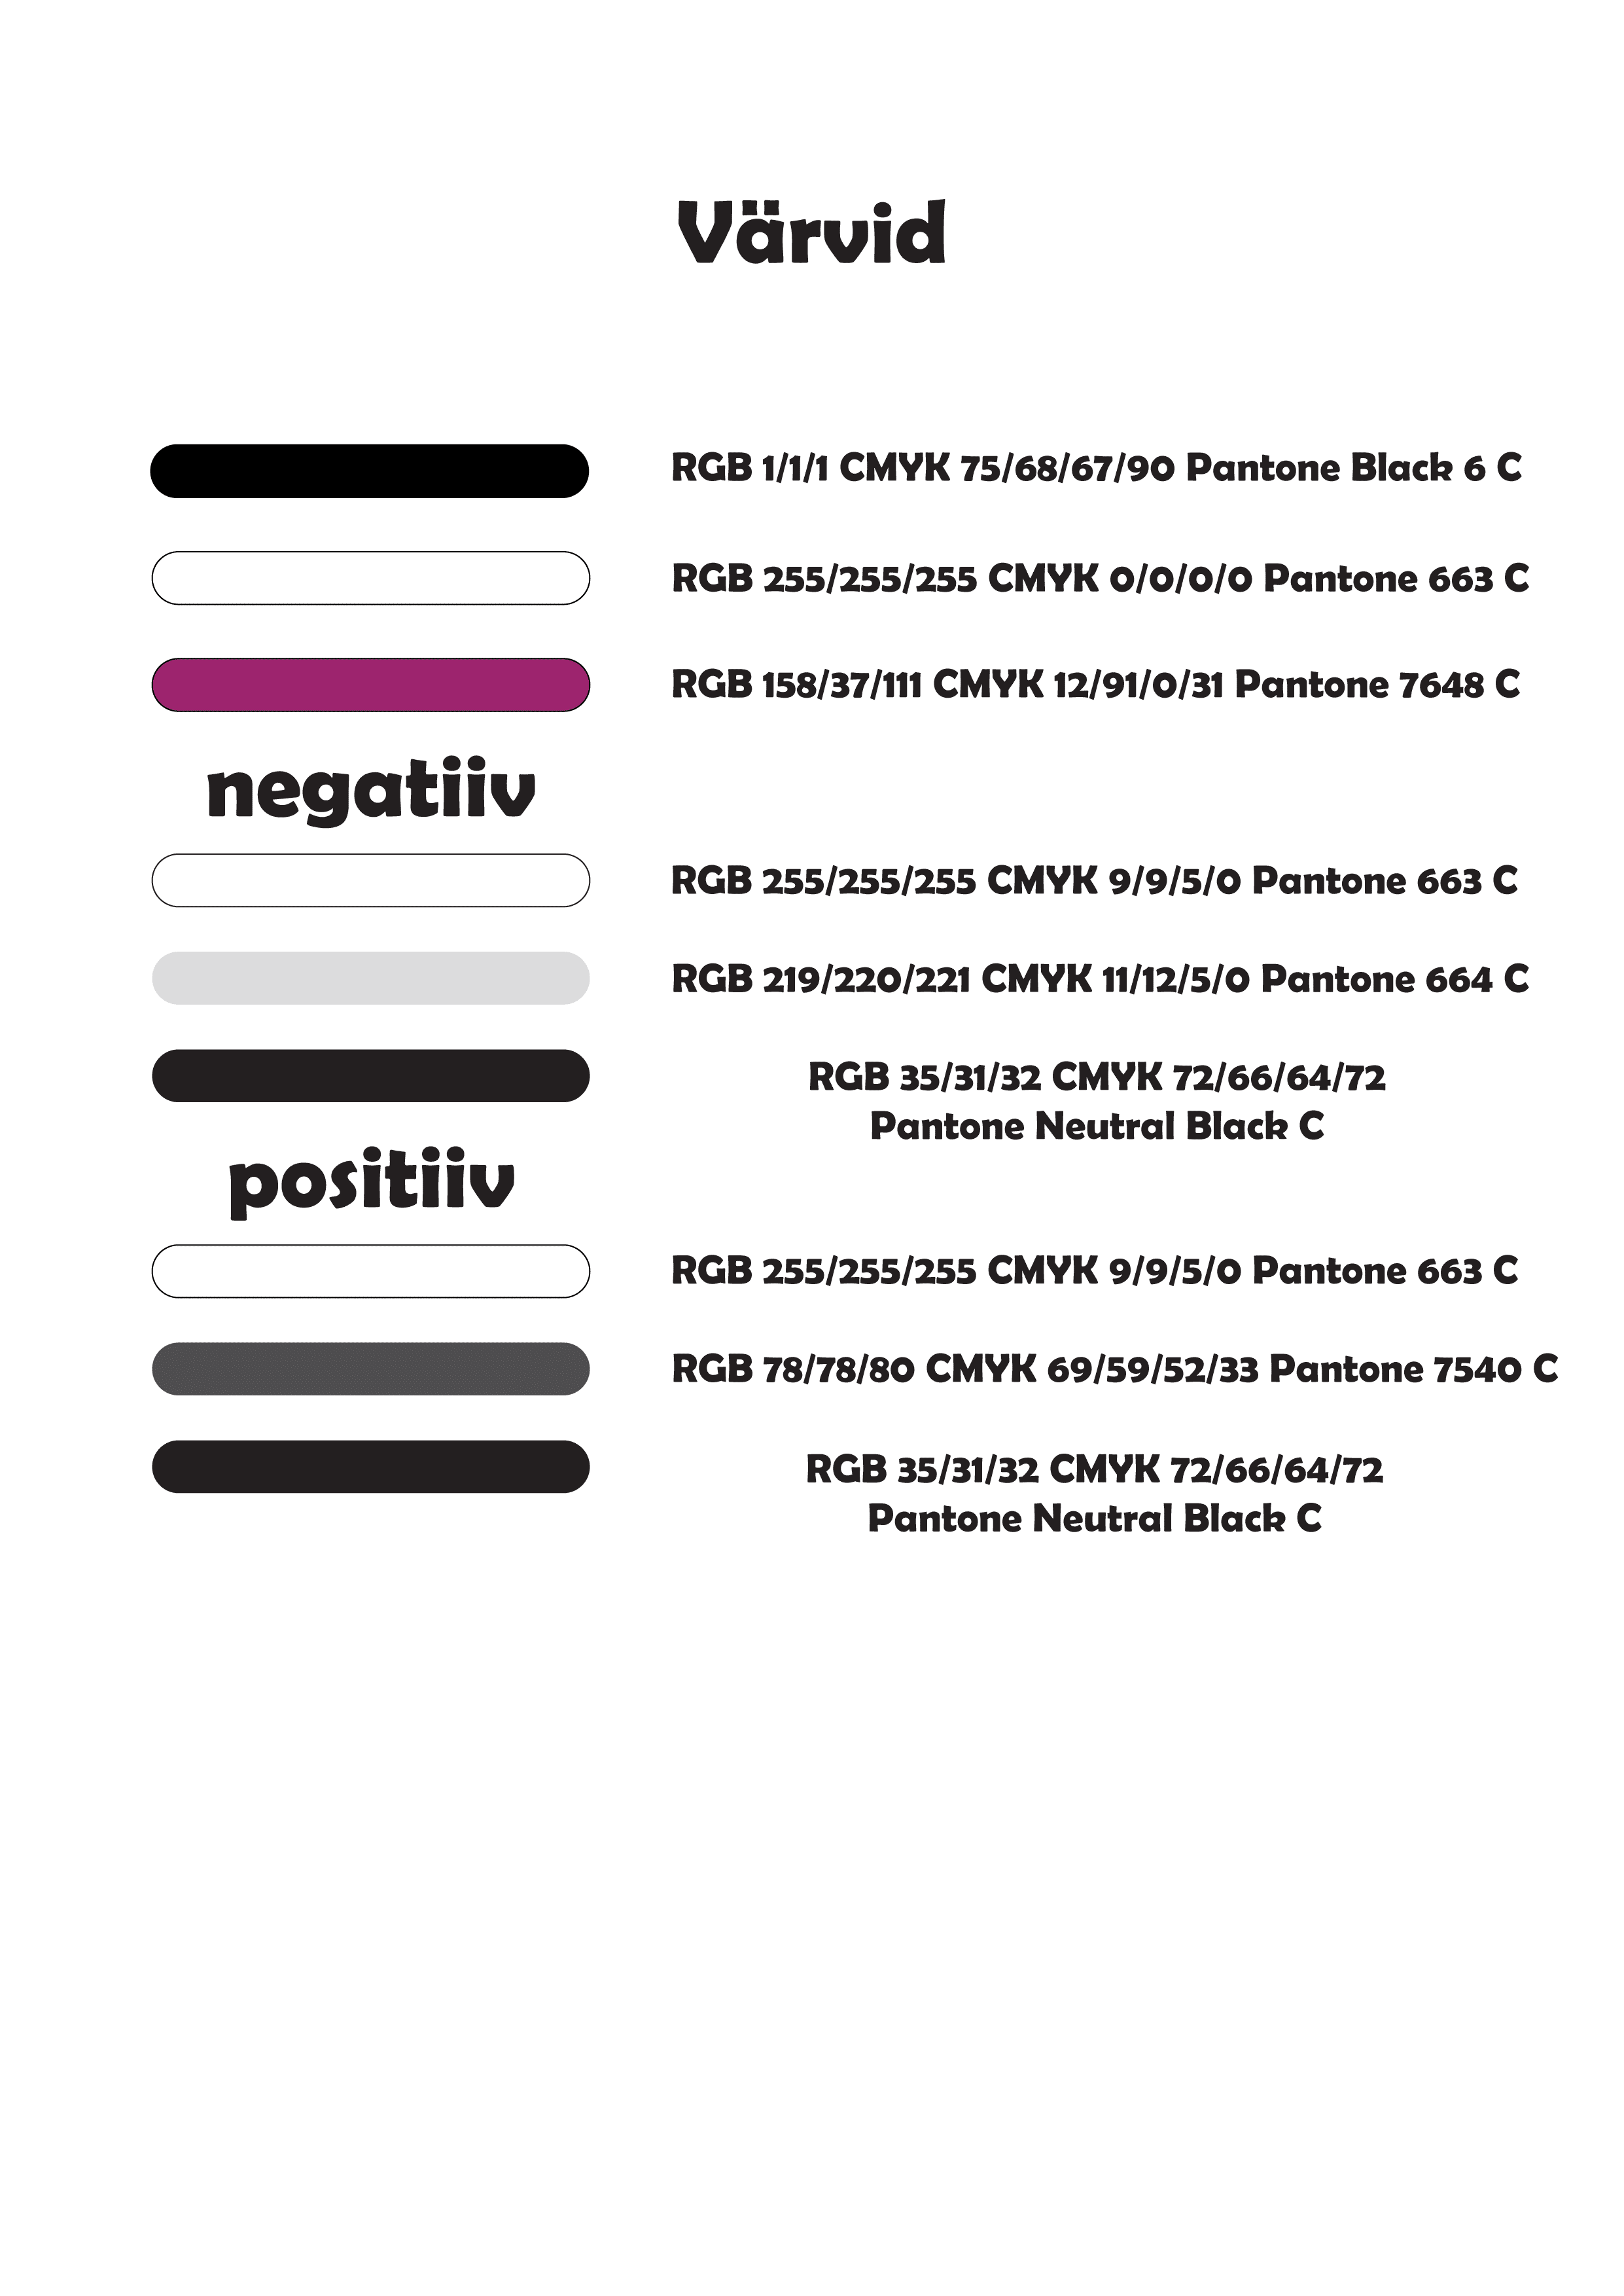 Värvid
RGB 1/1/1 CMYK 75/68/67/90 Pantone Black 6 C
RGB 255/255/255 CMYK 0/0/0/0 Pantone 663 C
RGB 158/37/111 CMYK 12/91/0/31 Pantone 7648 C
negatiiv
RGB 255/255/255 CMYK 9/9/5/0 Pantone 663 C
RGB 219/220/221 CMYK 11/12/5/0 Pantone 664 C
RGB 35/31/32 CMYK 72/66/64/72
Pantone Neutral Black C
positiiv
RGB 255/255/255 CMYK 9/9/5/0 Pantone 663 C
RGB 78/78/80 CMYK 69/59/52/33 Pantone 7540 C
RGB 35/31/32 CMYK 72/66/64/72
Pantone Neutral Black C